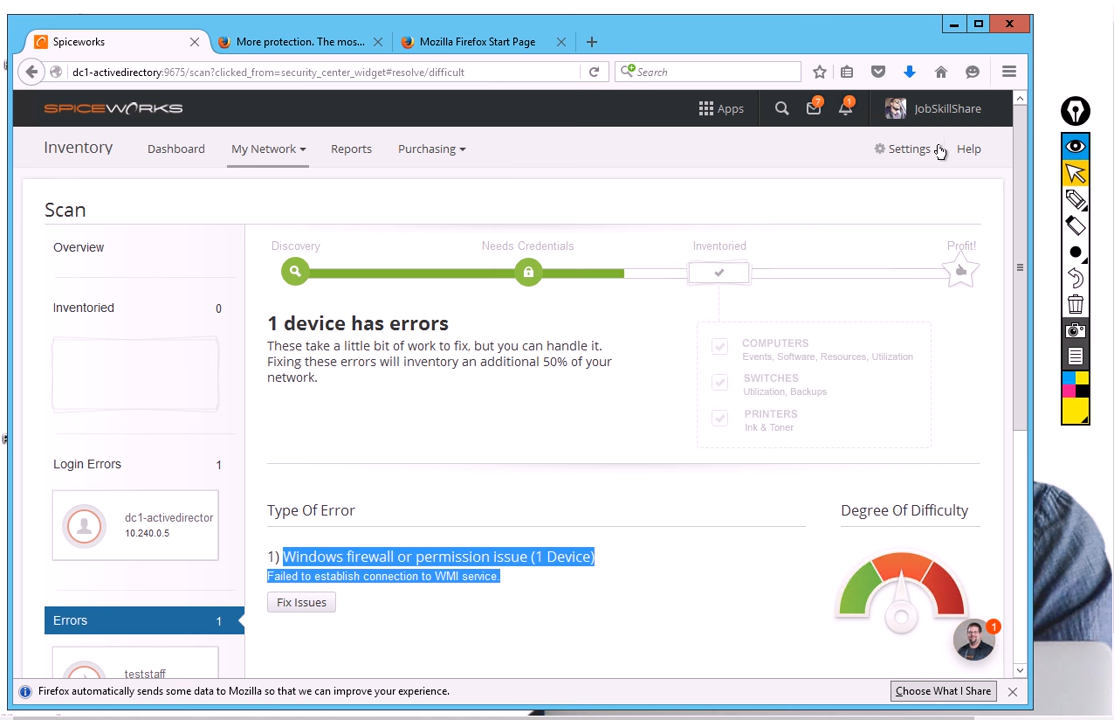 Spiceworks
More protection. The mos...
Mozilla Firefox Start Page
dc1-activedirectory:9675/scan?clicked_from=security_center_widget#resolve/difficult
Search
SPICEWORKS
Apps
7
1
JobSkillShare
Inventory
Dashboard
My Network
Reports
Purchasing
Settings
Help
Scan
Overview
Inventoried 0
Login Errors 1
dc1-activedirector
10.240.0.5
Errors 1
teststaff
Discovery
Needs Credentials
Inventoried
Profit!
1 device has errors
These take a little bit of work to fix, but you can handle it.
Fixing these errors will inventory an additional 50% of your
network.
COMPUTERS
Events, Software, Resources, Utilization
SWITCHES
Utilization, Backups
PRINTERS
Ink & Toner
Type Of Error
Degree Of Difficulty
1) Windows firewall or permission issue (1 Device)
Failed to establish connection to WMI service.
Fix Issues
1
Firefox automatically sends some data to Mozilla so that we can improve your experience.
Choose What I Share